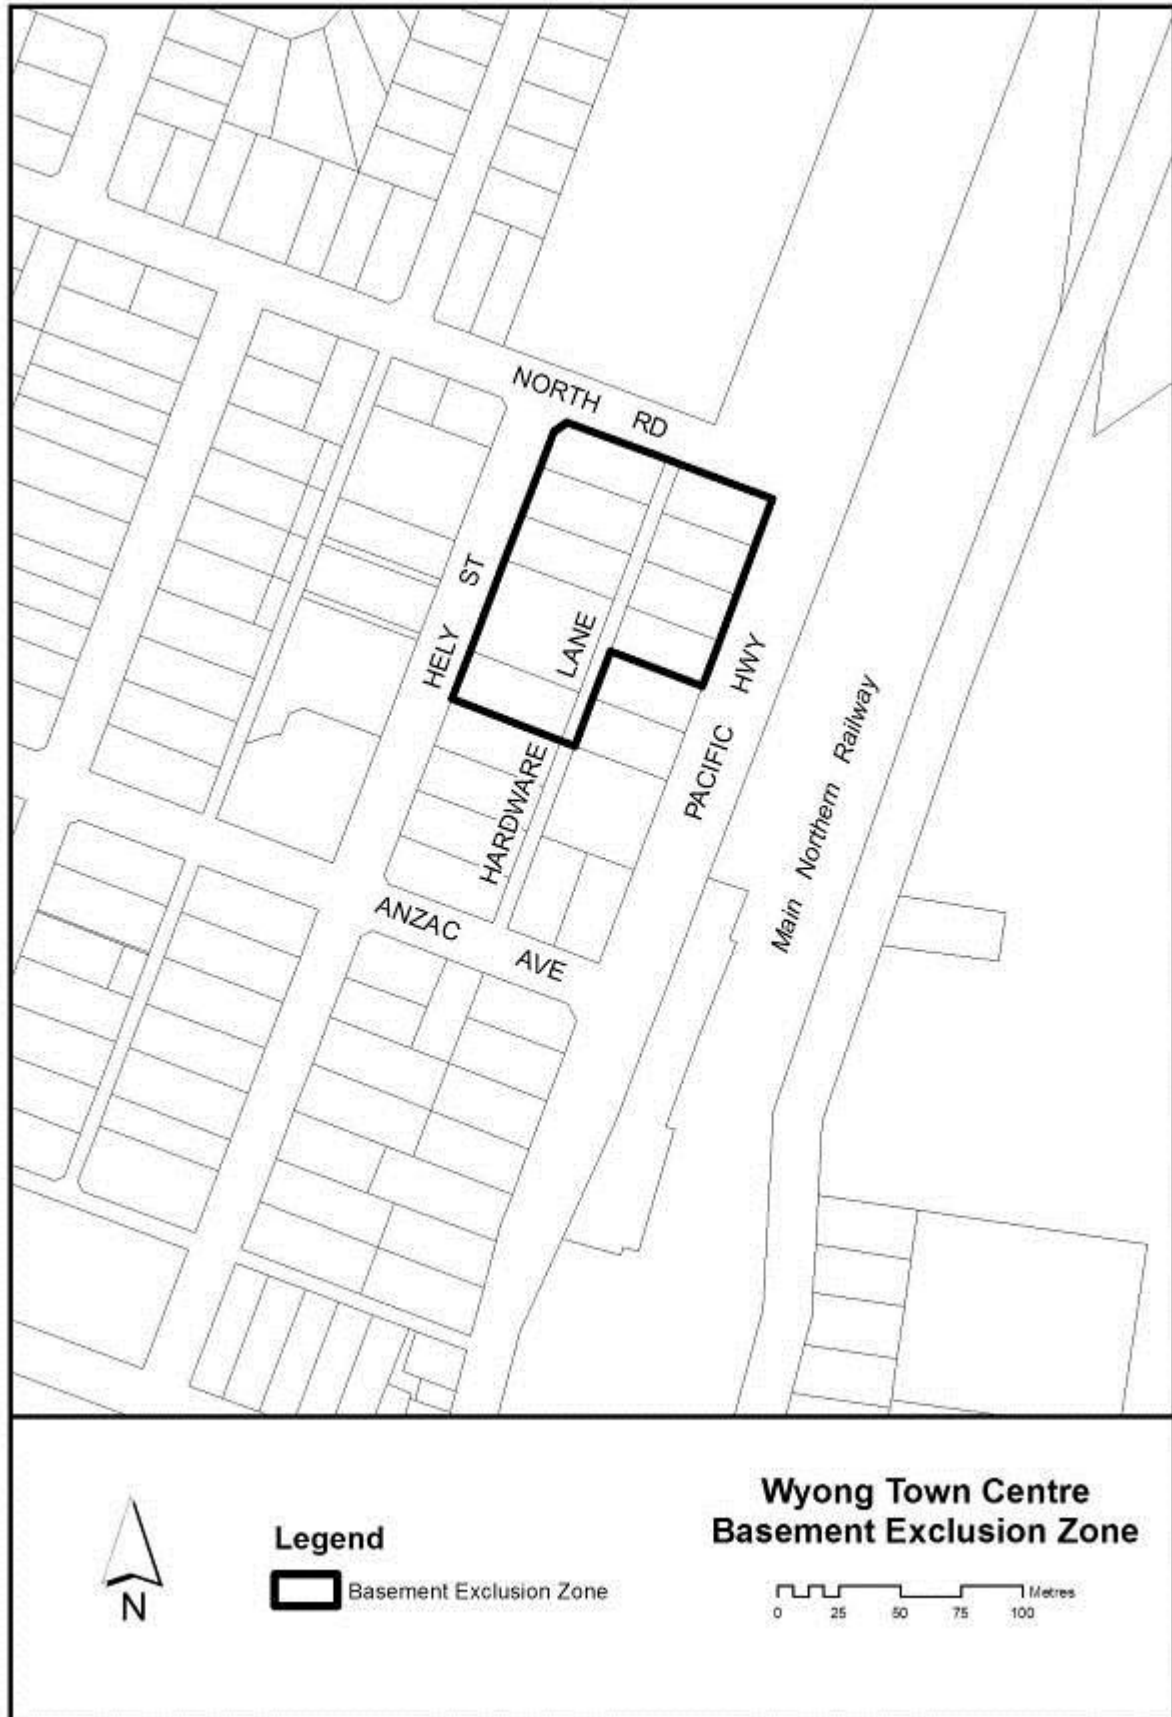 NORTH RD
HELY ST
HARDWARE LANE
PACIFIC HWY
Main Northern Railway
ANZAC AVE
Wyong Town Centre
Basement Exclusion Zone
Legend
Basement Exclusion Zone
N
Metres
0 25 50 75 100